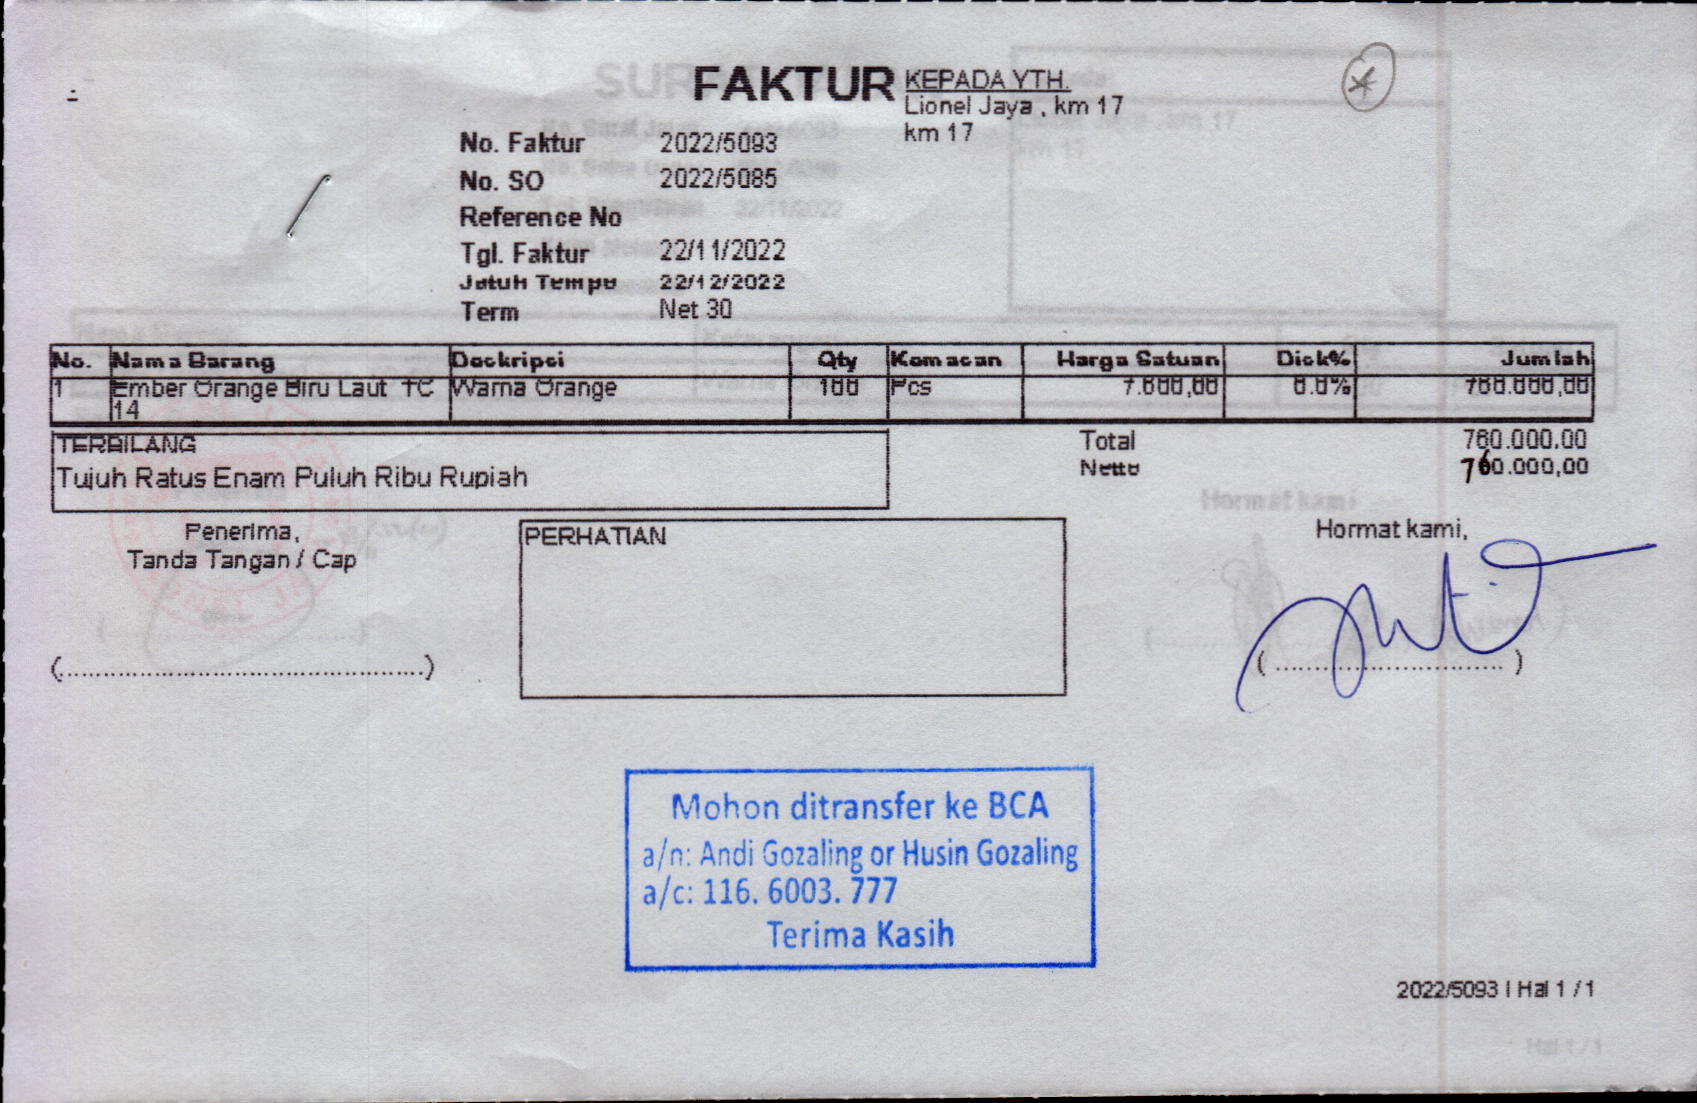 FAKTUR
KEPADA YTH.
Lionel Jaya , km 17
km 17
No. Faktur 2022/5093
No. SO 2022/5085
Reference No
Tgl. Faktur 22/11/2022
Jatuh Tempo 22/12/2022
Term Net 30
No. Nama Barang Deskripsi Qty Kemasan Harga Satuan Disk% Jumlah
1 Ember Orange Biru Laut TC Warna Orange 100 Pcs 7.600,00 0.0% 760.000,00
14
TERBILANG
Tujuh Ratus Enam Puluh Ribu Rupiah
Total 760.000.00
Netto 760.000,00
Penerima,
Tanda Tangan / Cap
(..............................................)
PERHATIAN
Hormat kami,
( ................................ )
Mohon ditransfer ke BCA
a/n: Andi Gozaling or Husin Gozaling
a/c: 116. 6003. 777
Terima Kasih
2022/5093 | Hal 1 / 1